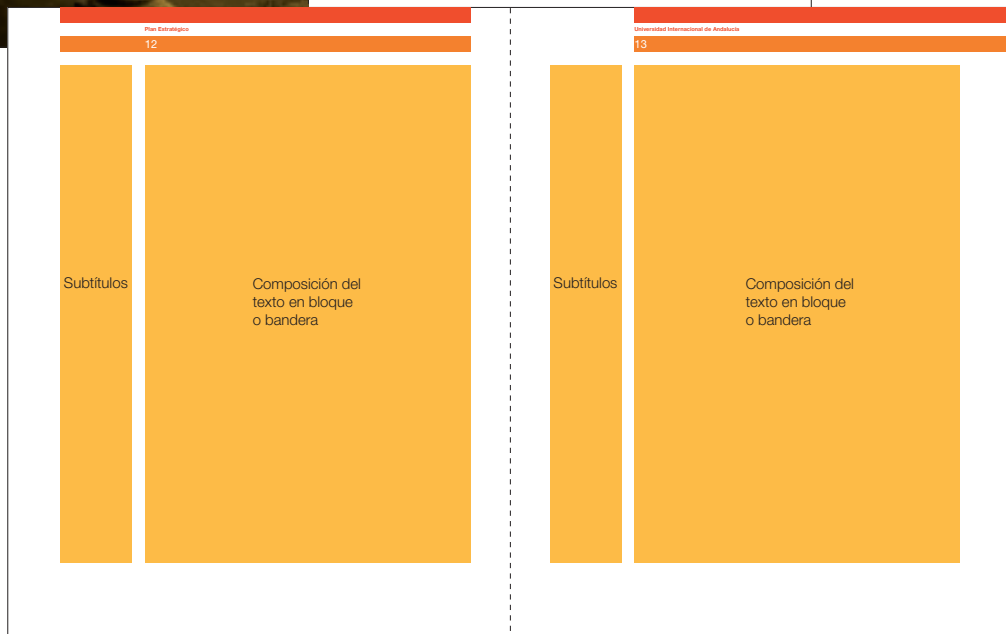 Plan Estratégico
12
Subtítulos
Composición del
texto en bloque
o bandera
Universidad Internacional de Andalucía
13
Subtítulos
Composición del
texto en bloque
o bandera